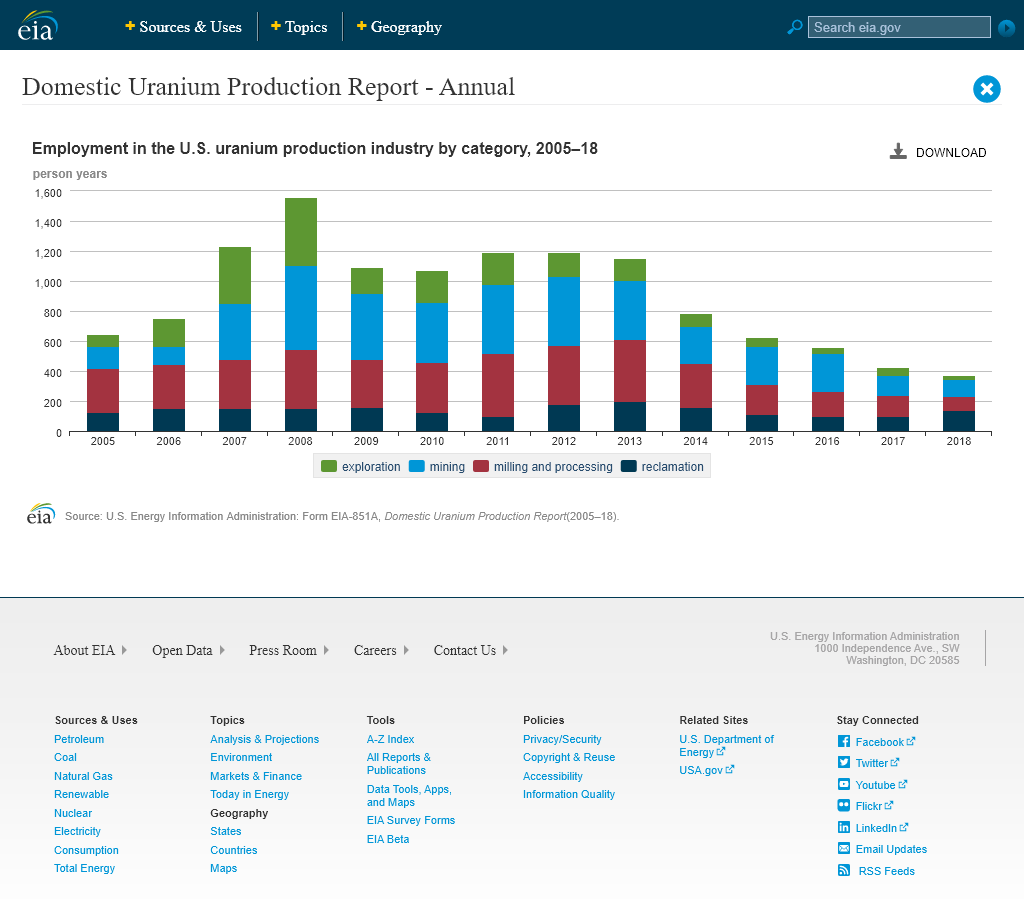 eia
Sources & Uses
Topics
Geography
Search eia.gov
Domestic Uranium Production Report - Annual
Employment in the U.S. uranium production industry by category, 2005–18
DOWNLOAD
person years
1,600
1,400
1,200
1,000
800
600
400
200
0
2005 2006 2007 2008 2009 2010 2011 2012 2013 2014 2015 2016 2017 2018
exploration mining milling and processing reclamation
eia Source: U.S. Energy Information Administration: Form EIA-851A, Domestic Uranium Production Report(2005–18).
About EIA
Open Data
Press Room
Careers
Contact Us
U.S. Energy Information Administration
1000 Independence Ave., SW
Washington, DC 20585
Sources & Uses
Petroleum
Coal
Natural Gas
Renewable
Nuclear
Electricity
Consumption
Total Energy
Topics
Analysis & Projections
Environment
Markets & Finance
Today in Energy
Geography
States
Countries
Maps
Tools
A-Z Index
All Reports &
Publications
Data Tools, Apps,
and Maps
EIA Survey Forms
EIA Beta
Policies
Privacy/Security
Copyright & Reuse
Accessibility
Information Quality
Related Sites
U.S. Department of
Energy
USA.gov
Stay Connected
Facebook
Twitter
Youtube
Flickr
LinkedIn
Email Updates
RSS Feeds